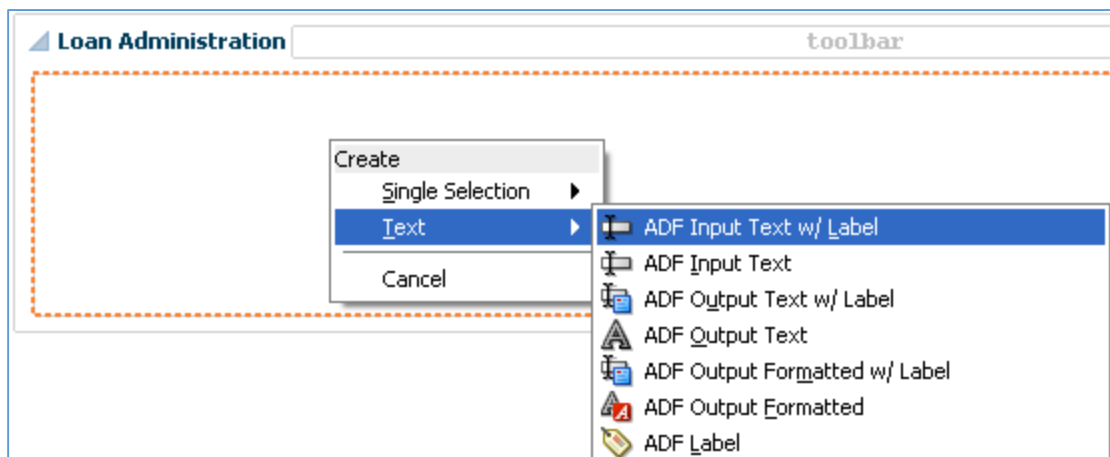 Loan Administration toolbar
Create
Single Selection
Text
Cancel
ADF Input Text w/ Label
ADF Input Text
ADF Output Text w/ Label
ADF Output Text
ADF Output Formatted w/ Label
ADF Output Formatted
ADF Label